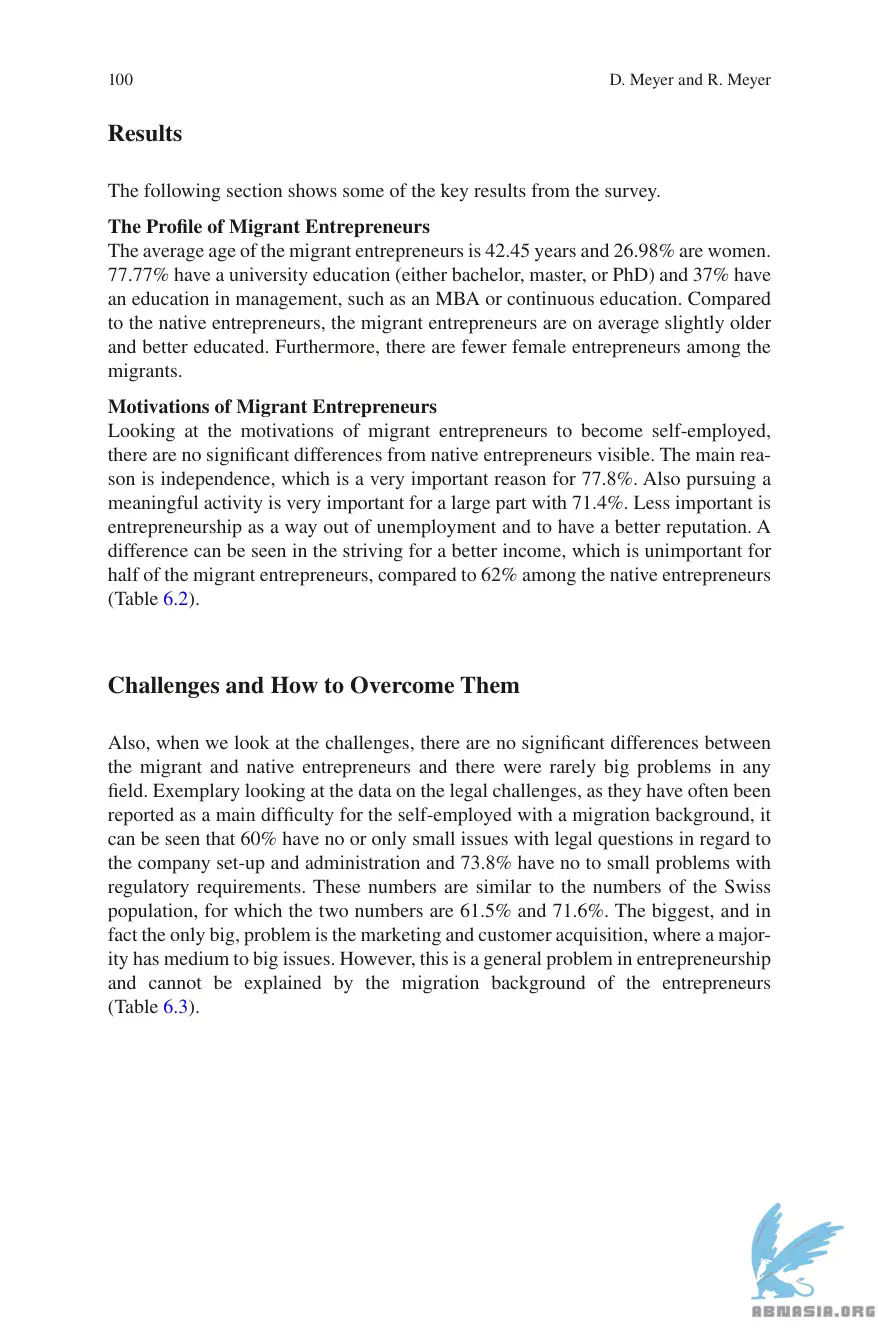 100 D. Meyer and R. Meyer
Results
The following section shows some of the key results from the survey.
The Profile of Migrant Entrepreneurs
The average age of the migrant entrepreneurs is 42.45 years and 26.98% are women.
77.77% have a university education (either bachelor, master, or PhD) and 37% have
an education in management, such as an MBA or continuous education. Compared
to the native entrepreneurs, the migrant entrepreneurs are on average slightly older
and better educated. Furthermore, there are fewer female entrepreneurs among the
migrants.
Motivations of Migrant Entrepreneurs
Looking at the motivations of migrant entrepreneurs to become self-employed,
there are no significant differences from native entrepreneurs visible. The main rea-
son is independence, which is a very important reason for 77.8%. Also pursuing a
meaningful activity is very important for a large part with 71.4%. Less important is
entrepreneurship as a way out of unemployment and to have a better reputation. A
difference can be seen in the striving for a better income, which is unimportant for
half of the migrant entrepreneurs, compared to 62% among the native entrepreneurs
(Table 6.2).
Challenges and How to Overcome Them
Also, when we look at the challenges, there are no significant differences between
the migrant and native entrepreneurs and there were rarely big problems in any
field. Exemplary looking at the data on the legal challenges, as they have often been
reported as a main difficulty for the self-employed with a migration background, it
can be seen that 60% have no or only small issues with legal questions in regard to
the company set-up and administration and 73.8% have no to small problems with
regulatory requirements. These numbers are similar to the numbers of the Swiss
population, for which the two numbers are 61.5% and 71.6%. The biggest, and in
fact the only big, problem is the marketing and customer acquisition, where a major-
ity has medium to big issues. However, this is a general problem in entrepreneurship
and cannot be explained by the migration background of the entrepreneurs
(Table 6.3).
ABNASIA.ORG